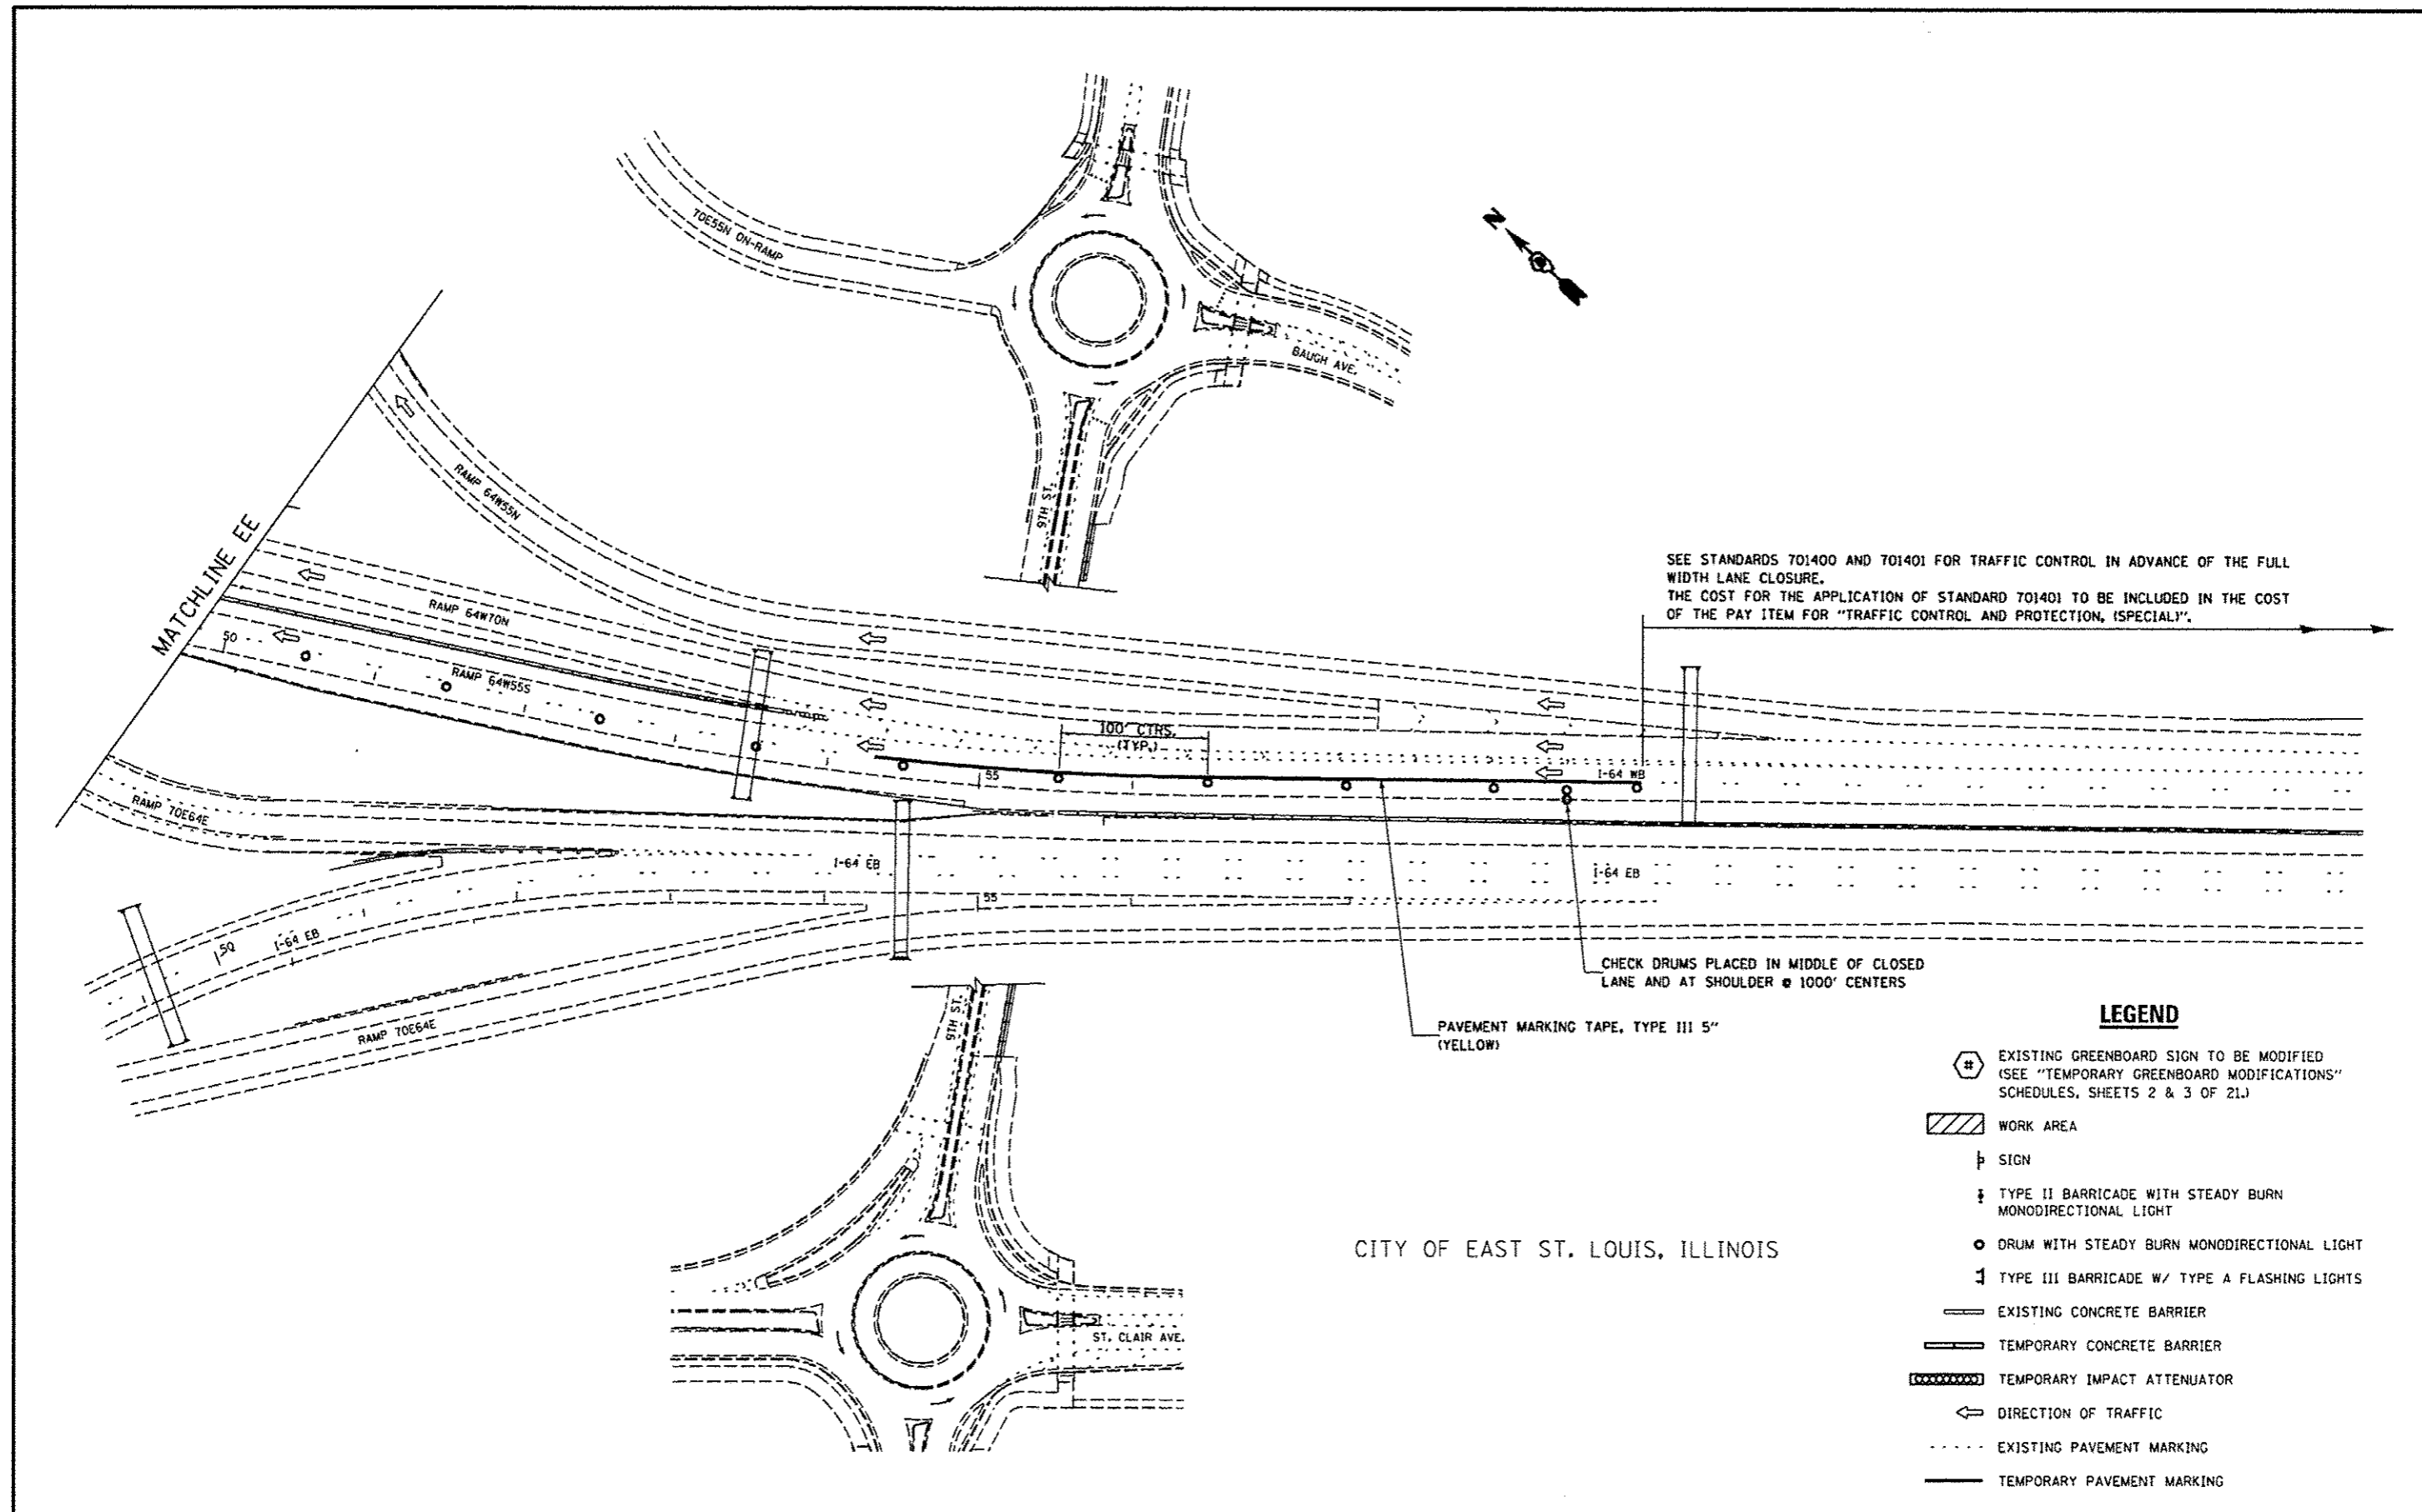 N
70E55N ON-RAMP
BAUGH AVE.
9TH ST.
MATCHLINE EE
RAMP 64W55N
RAMP 64W70N
RAMP 64W55S
50
SEE STANDARDS 701400 AND 701401 FOR TRAFFIC CONTROL IN ADVANCE OF THE FULL
WIDTH LANE CLOSURE.
THE COST FOR THE APPLICATION OF STANDARD 701401 TO BE INCLUDED IN THE COST
OF THE PAY ITEM FOR "TRAFFIC CONTROL AND PROTECTION, (SPECIAL)".
100' CTRS.
(TYP.)
55
I-64 WB
RAMP 70E64E
I-64 EB
I-64 EB
55
50
I-64 EB
RAMP 70E64E
CHECK DRUMS PLACED IN MIDDLE OF CLOSED
LANE AND AT SHOULDER @ 1000' CENTERS
PAVEMENT MARKING TAPE, TYPE III 5"
(YELLOW)
9TH ST.
ST. CLAIR AVE.
CITY OF EAST ST. LOUIS, ILLINOIS
LEGEND
# EXISTING GREENBOARD SIGN TO BE MODIFIED
(SEE "TEMPORARY GREENBOARD MODIFICATIONS"
SCHEDULES, SHEETS 2 & 3 OF 21.)
WORK AREA
SIGN
TYPE II BARRICADE WITH STEADY BURN
MONODIRECTIONAL LIGHT
DRUM WITH STEADY BURN MONODIRECTIONAL LIGHT
TYPE III BARRICADE W/ TYPE A FLASHING LIGHTS
EXISTING CONCRETE BARRIER
TEMPORARY CONCRETE BARRIER
TEMPORARY IMPACT ATTENUATOR
DIRECTION OF TRAFFIC
EXISTING PAVEMENT MARKING
TEMPORARY PAVEMENT MARKING